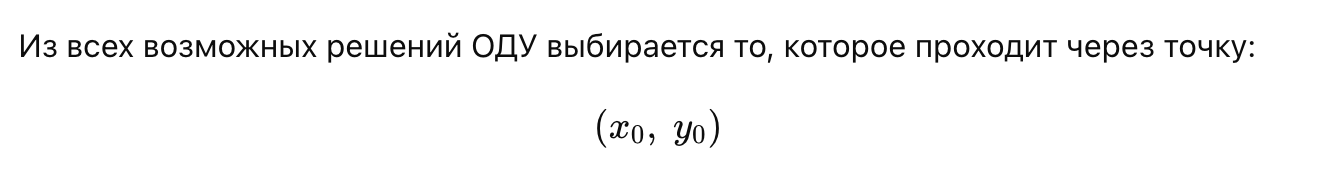 Из всех возможных решений ОДУ выбирается то, которое проходит через точку:
(x₀, y₀)